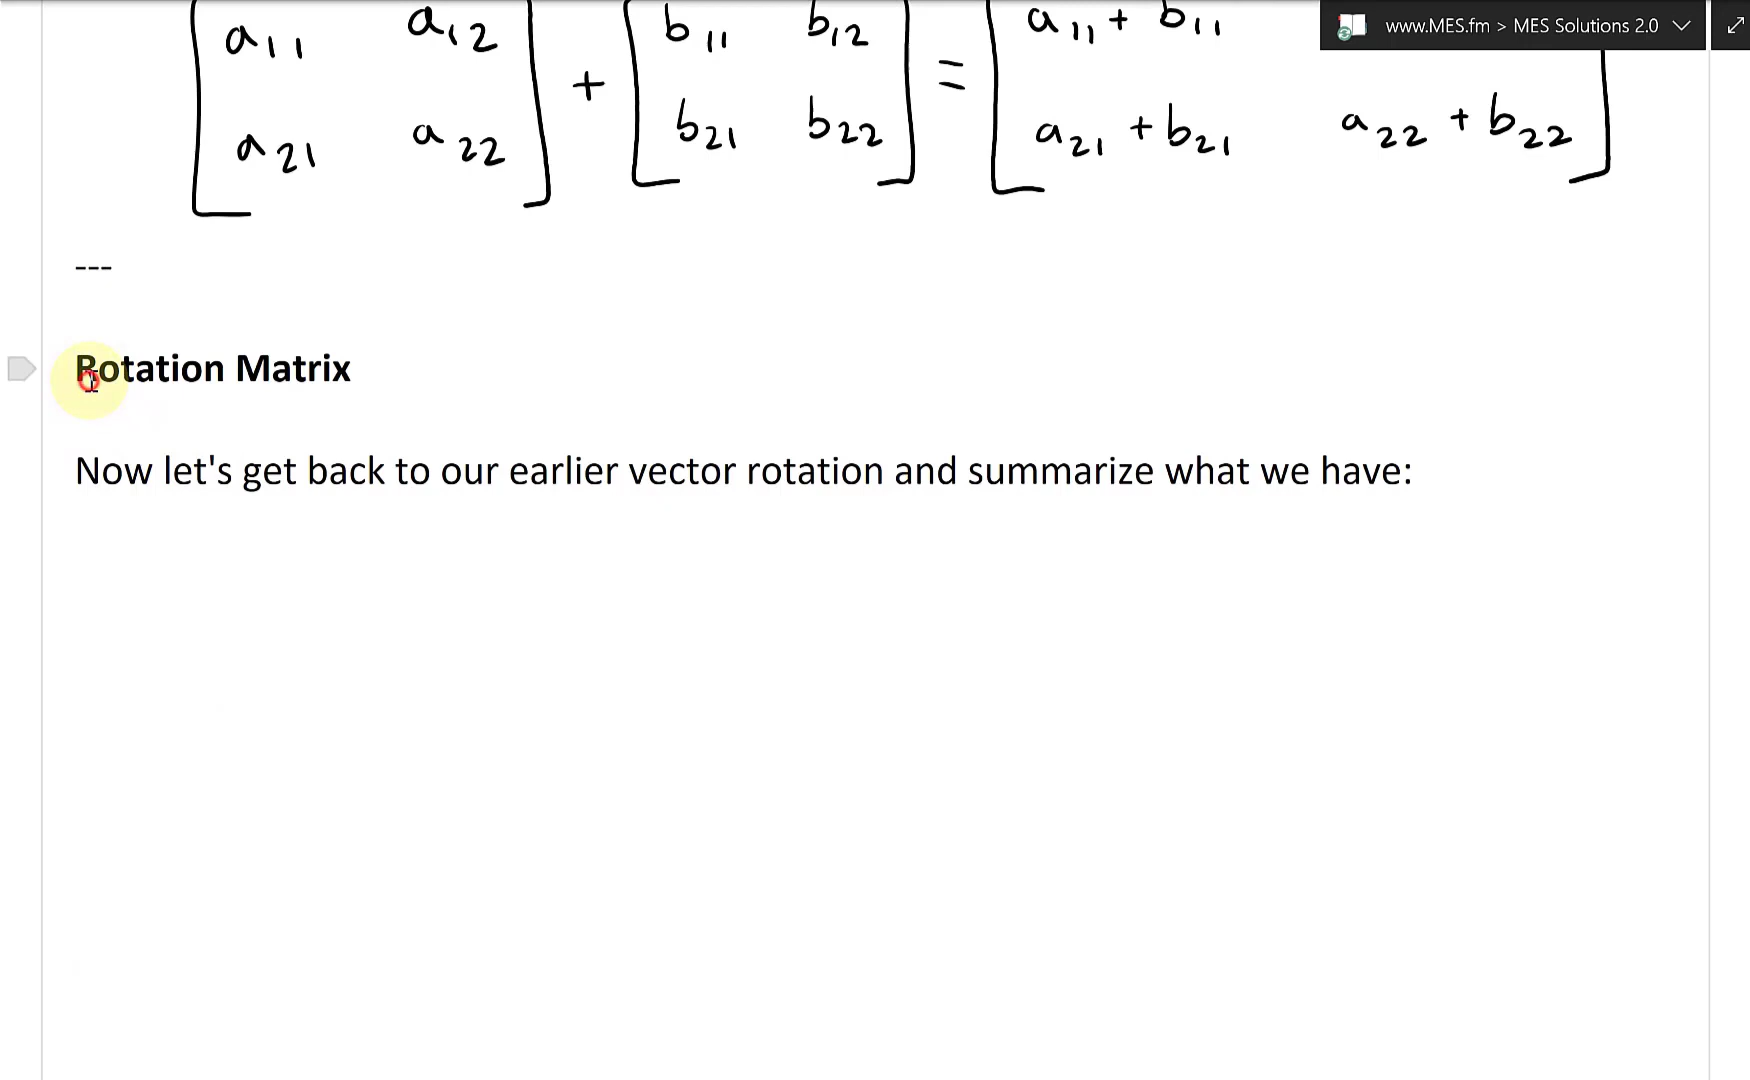 www.MES.fm > MES Solutions 2.0
a11 a12 b11 b12 a11 + b11
+ =
a21 a22 b21 b22 a21 + b21 a22 + b22
---
Rotation Matrix
Now let's get back to our earlier vector rotation and summarize what we have: